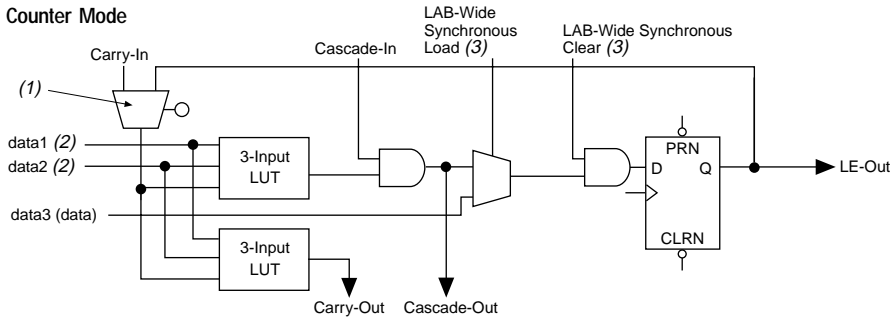 Counter Mode
Carry-In
(1)
Cascade-In
LAB-Wide
Synchronous
Load (3)
LAB-Wide Synchronous
Clear (3)
data1 (2)
data2 (2)
3-Input
LUT
data3 (data)
3-Input
LUT
PRN
D
Q
CLRN
LE-Out
Carry-Out
Cascade-Out